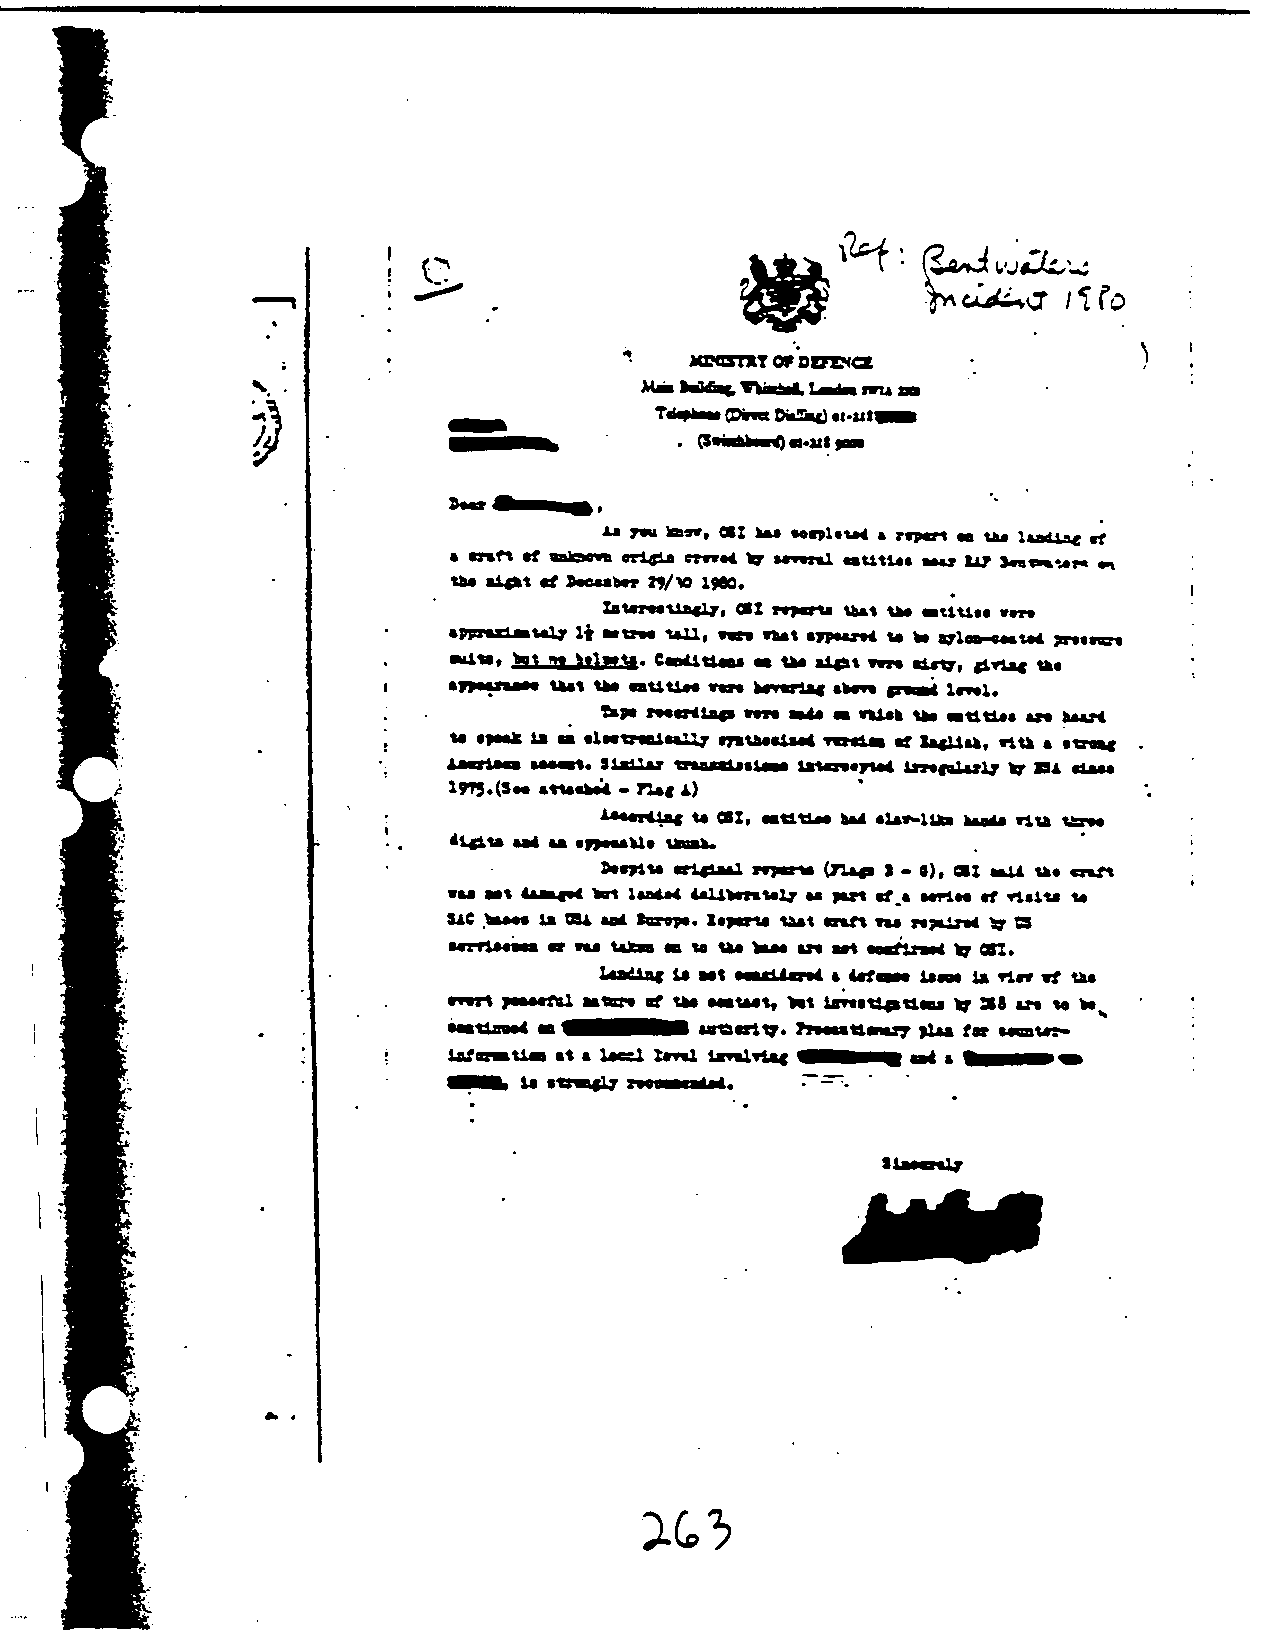 Ref: Bentwaters
Incident 1980
MINISTRY OF DEFENCE
Main Building, Whitehall, London SW1A 2HB
Telephone (Direct Dialling) 01-218
(Switchboard) 01-218 9000
Dear ,
As you know, OSI has completed a report on the landing of
a craft of unknown origin crewed by several entities near RAF Bentwaters on
the night of December 29/30 1980.
Interestingly, OSI reports that the entities were
approximately 1½ metres tall, wore what appeared to be nylon-coated pressure
suits, but no helmets. Conditions on the night were misty, giving the
appearance that the entities were hovering above ground level.
Tape recordings were made on which the entities are heard
to speak in an electronically synthesised version of English, with a strong
American accent. Similar transmissions intercepted irregularly by NSA since
1975.(See attached - Flag A)
According to OSI, entities had claw-like hands with three
digits and an opposable thumb.
Despite original reports (Flags B - G), OSI said the craft
was not damaged but landed deliberately as part of a series of visits to
SAC bases in USA and Europe. Reports that craft was repaired by US
servicemen or was taken on to the base are not confirmed by OSI.
Landing is not considered a defence issue in view of the
overt peaceful nature of the contact, but investigations by DS8 are to be
continued on authority. Precautionary plan for counter-
information at a local level involving and a
, is strongly recommended.
Sincerely
263